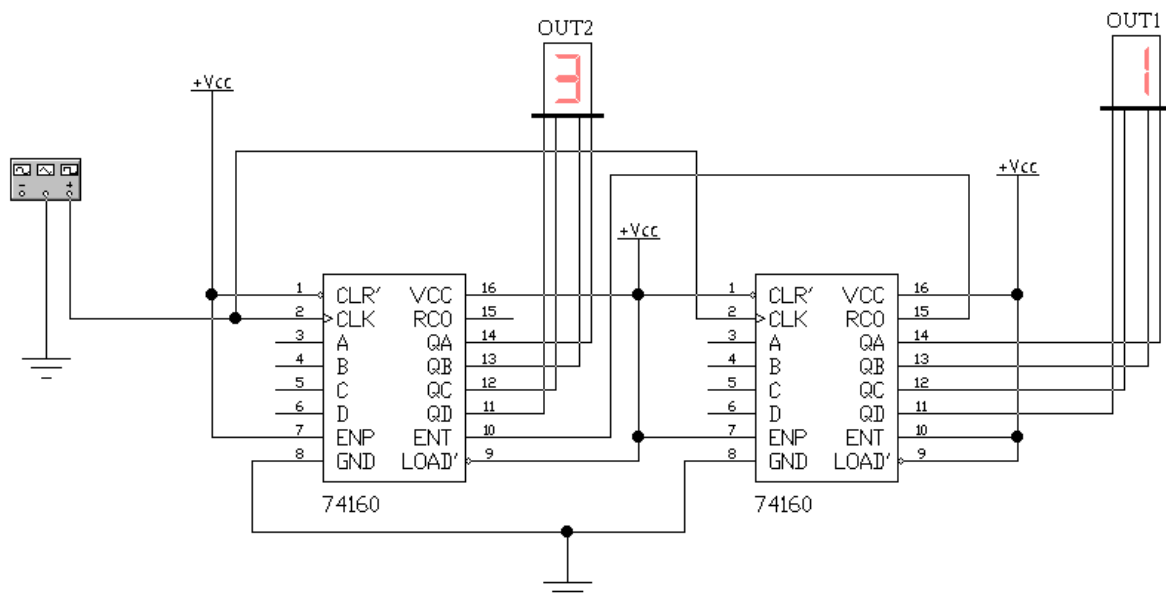 OUT2
OUT1
3
1
+Vcc
+Vcc
+Vcc
- +
1 CLR' VCC 16
2 CLK RCO 15
3 A QA 14
4 B QB 13
5 C QC 12
6 D QD 11
7 ENP ENT 10
8 GND LOAD' 9
74160
1 CLR' VCC 16
2 CLK RCO 15
3 A QA 14
4 B QB 13
5 C QC 12
6 D QD 11
7 ENP ENT 10
8 GND LOAD' 9
74160